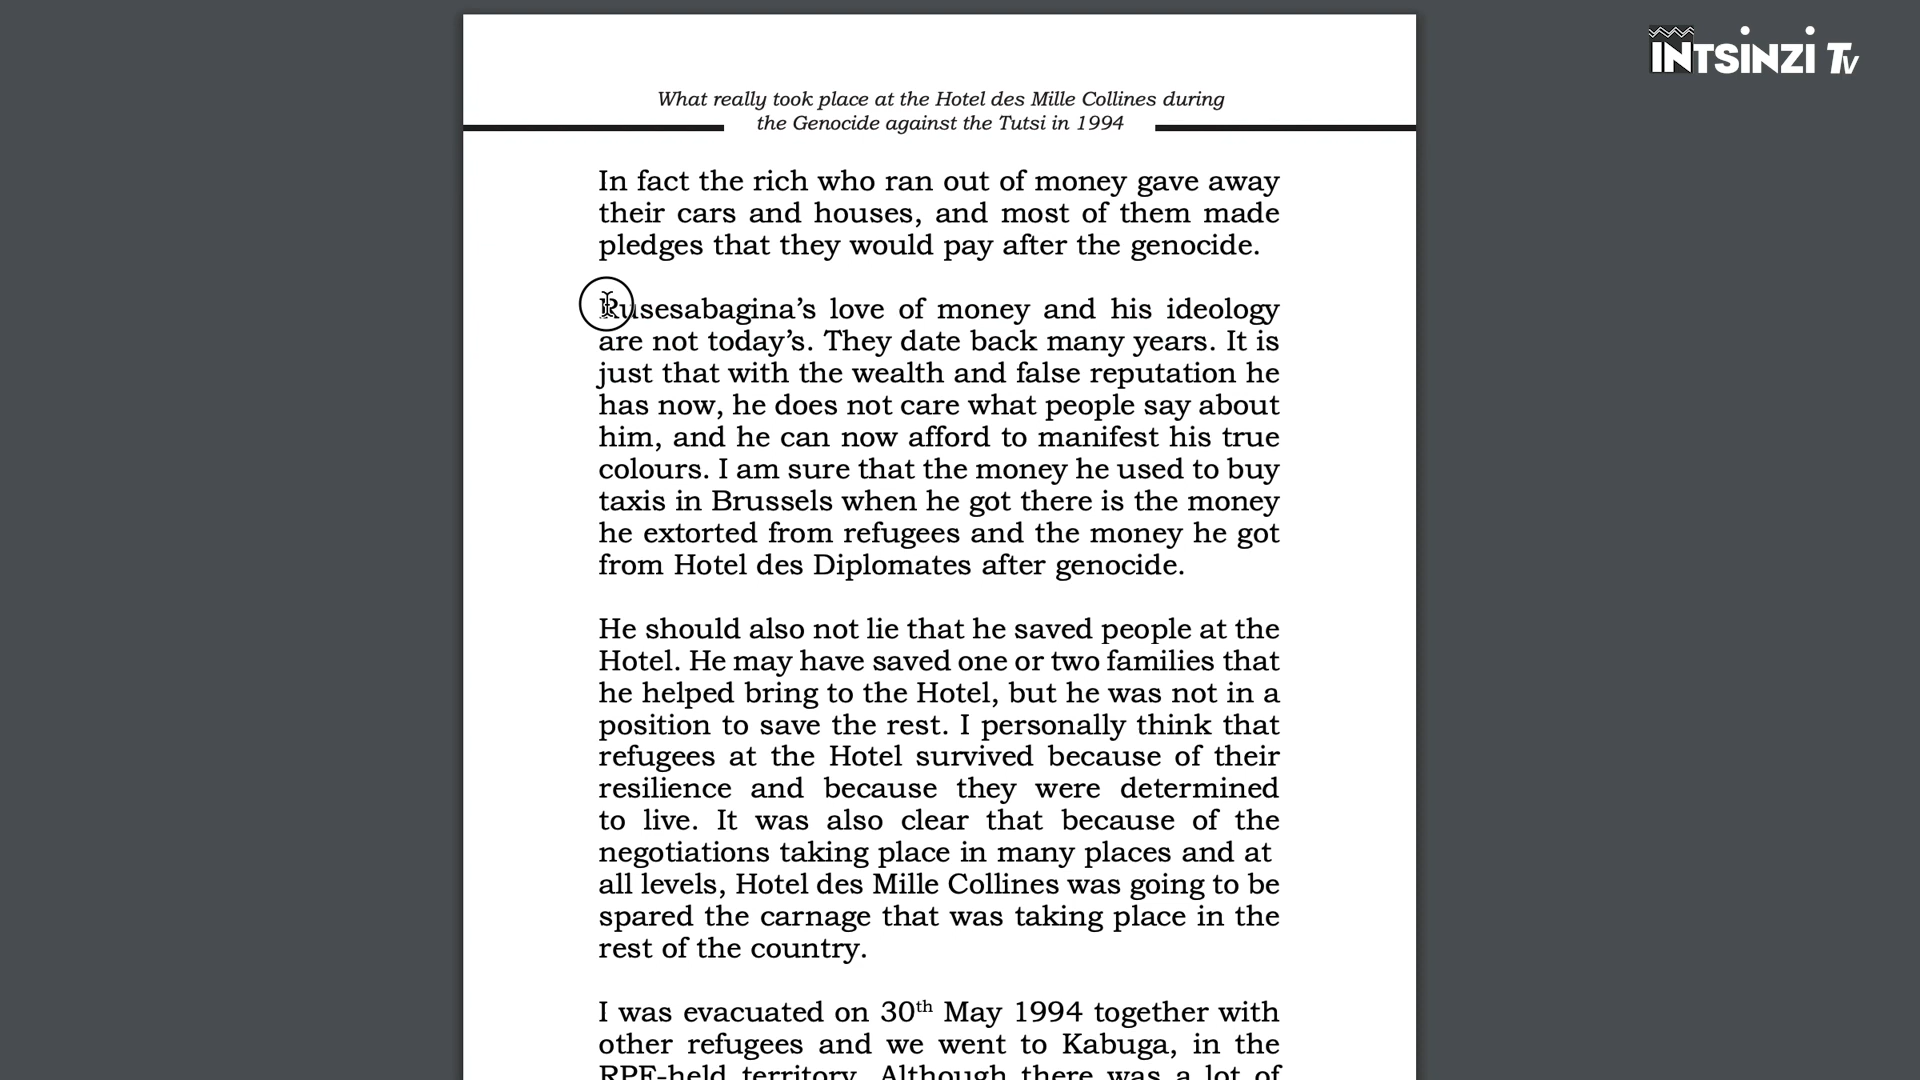 INTSINZI TV
What really took place at the Hotel des Mille Collines during
the Genocide against the Tutsi in 1994
In fact the rich who ran out of money gave away
their cars and houses, and most of them made
pledges that they would pay after the genocide.
Rusesabagina’s love of money and his ideology
are not today’s. They date back many years. It is
just that with the wealth and false reputation he
has now, he does not care what people say about
him, and he can now afford to manifest his true
colours. I am sure that the money he used to buy
taxis in Brussels when he got there is the money
he extorted from refugees and the money he got
from Hotel des Diplomates after genocide.
He should also not lie that he saved people at the
Hotel. He may have saved one or two families that
he helped bring to the Hotel, but he was not in a
position to save the rest. I personally think that
refugees at the Hotel survived because of their
resilience and because they were determined
to live. It was also clear that because of the
negotiations taking place in many places and at
all levels, Hotel des Mille Collines was going to be
spared the carnage that was taking place in the
rest of the country.
I was evacuated on 30th May 1994 together with
other refugees and we went to Kabuga, in the
RPF-held territory. Although there was a lot of